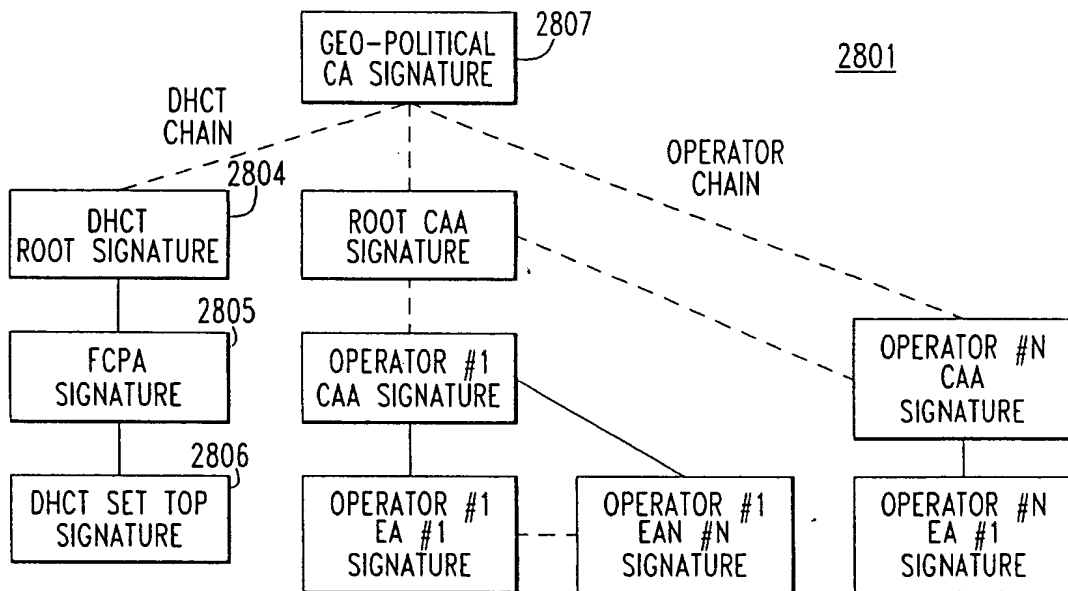 GEO-POLITICAL
CA SIGNATURE
2807
2801
DHCT
CHAIN
OPERATOR
CHAIN
2804
DHCT
ROOT SIGNATURE
ROOT CAA
SIGNATURE
2805
FCPA
SIGNATURE
OPERATOR #1
CAA SIGNATURE
OPERATOR #N
CAA
SIGNATURE
2806
DHCT SET TOP
SIGNATURE
OPERATOR #1
EA #1
SIGNATURE
OPERATOR #1
EAN #N
SIGNATURE
OPERATOR #N
EA #1
SIGNATURE